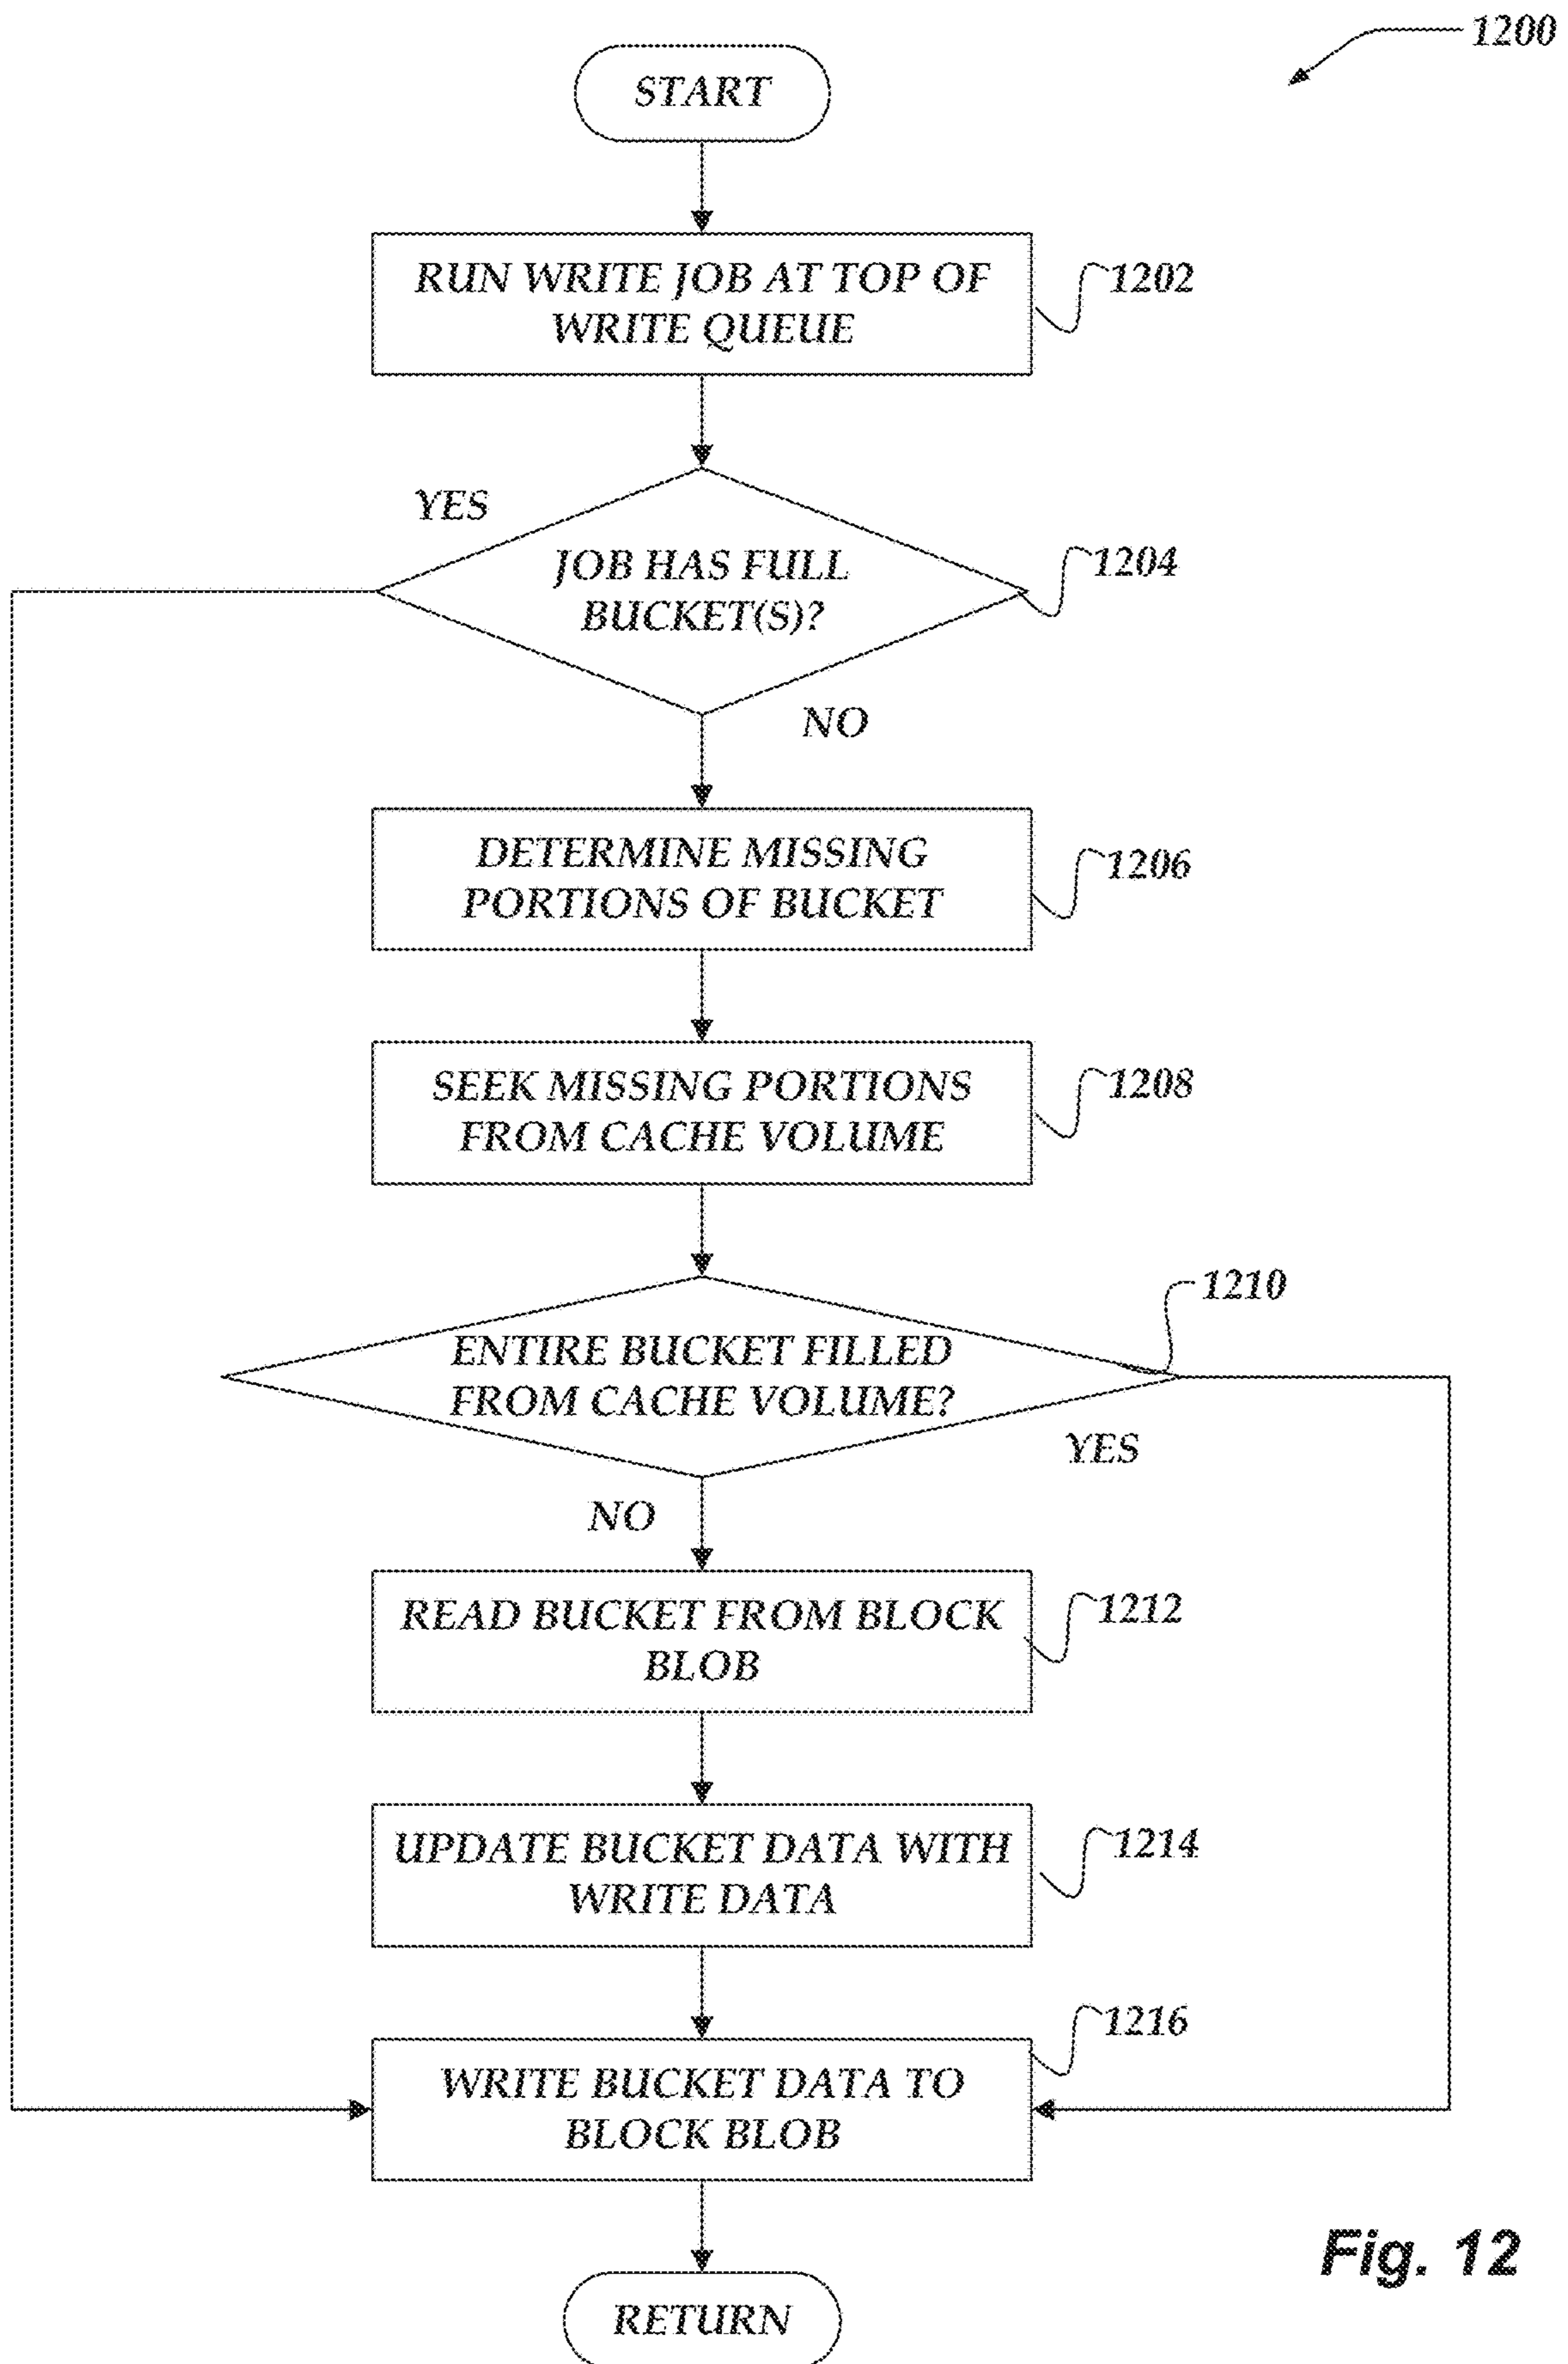 1200
START
RUN WRITE JOB AT TOP OF
WRITE QUEUE
1202
YES
JOB HAS FULL
BUCKET(S)?
1204
NO
DETERMINE MISSING
PORTIONS OF BUCKET
1206
SEEK MISSING PORTIONS
FROM CACHE VOLUME
1208
1210
ENTIRE BUCKET FILLED
FROM CACHE VOLUME?
YES
NO
READ BUCKET FROM BLOCK
BLOB
1212
UPDATE BUCKET DATA WITH
WRITE DATA
1214
1216
WRITE BUCKET DATA TO
BLOCK BLOB
Fig. 12
RETURN